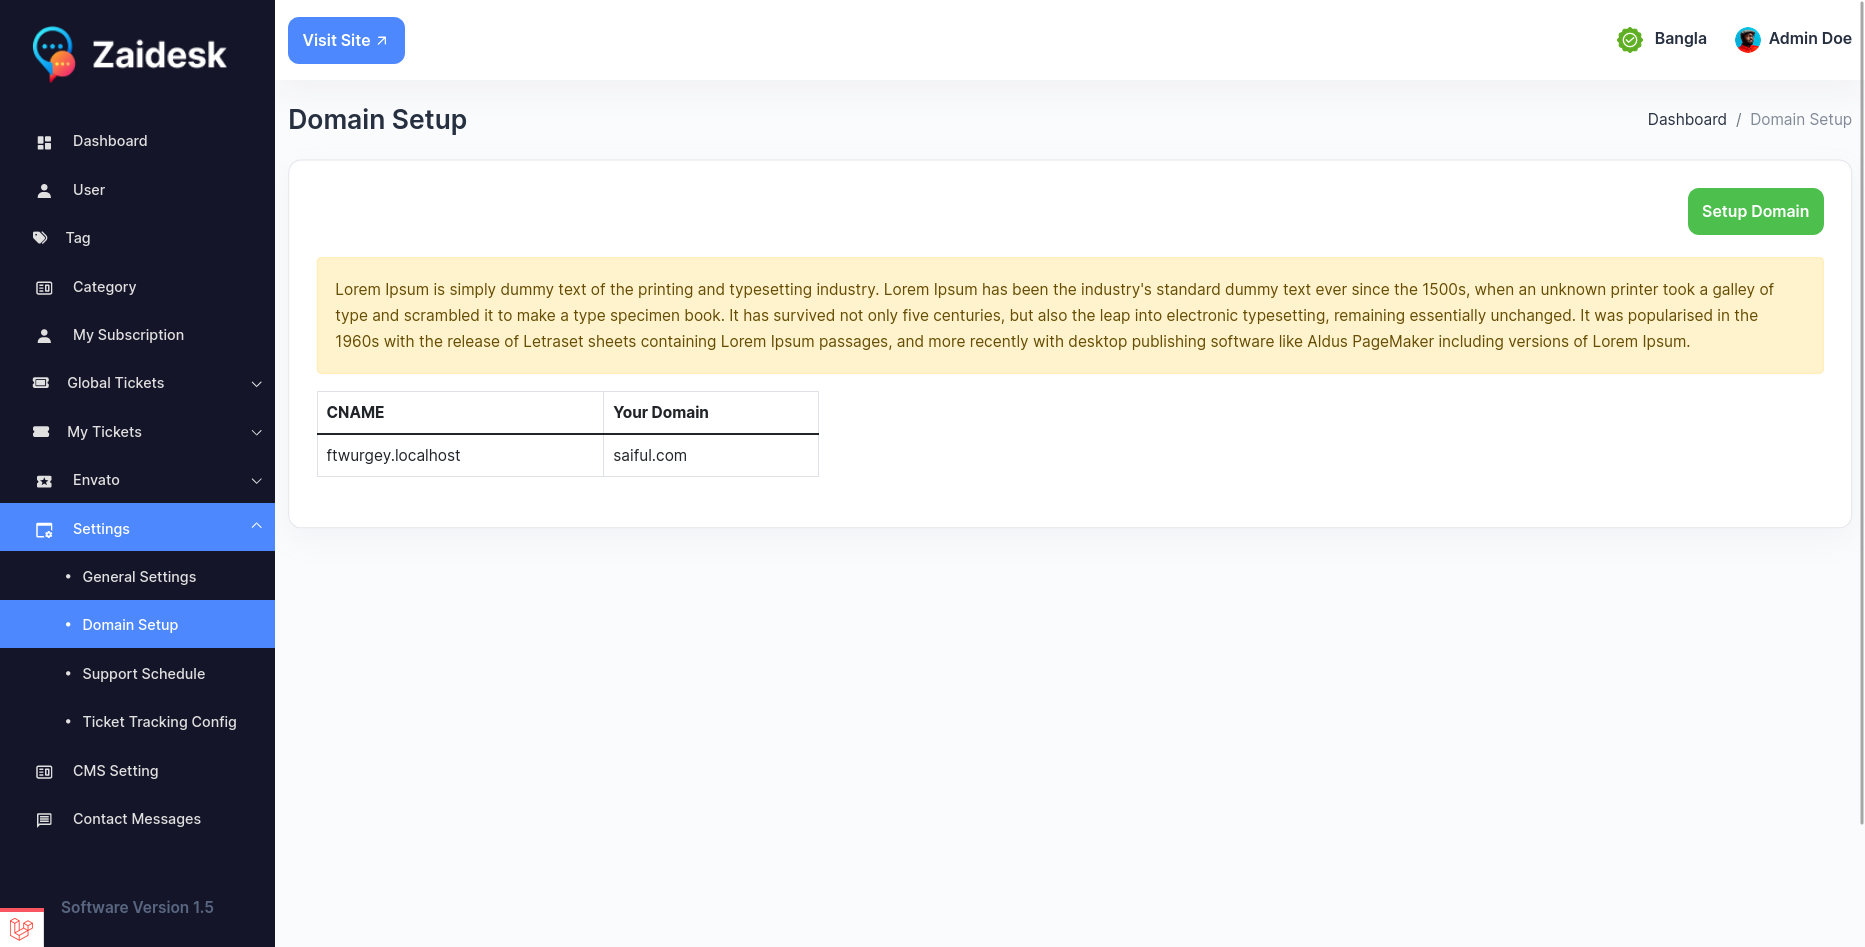 Zaidesk
Visit Site
Bangla
Admin Doe
Dashboard
User
Tag
Category
My Subscription
Global Tickets
My Tickets
Envato
Settings
• General Settings
• Domain Setup
• Support Schedule
• Ticket Tracking Config
CMS Setting
Contact Messages
Software Version 1.5
Domain Setup
Dashboard / Domain Setup
Setup Domain
Lorem Ipsum is simply dummy text of the printing and typesetting industry. Lorem Ipsum has been the industry's standard dummy text ever since the 1500s, when an unknown printer took a galley of
type and scrambled it to make a type specimen book. It has survived not only five centuries, but also the leap into electronic typesetting, remaining essentially unchanged. It was popularised in the
1960s with the release of Letraset sheets containing Lorem Ipsum passages, and more recently with desktop publishing software like Aldus PageMaker including versions of Lorem Ipsum.
CNAME Your Domain
ftwurgey.localhost saiful.com